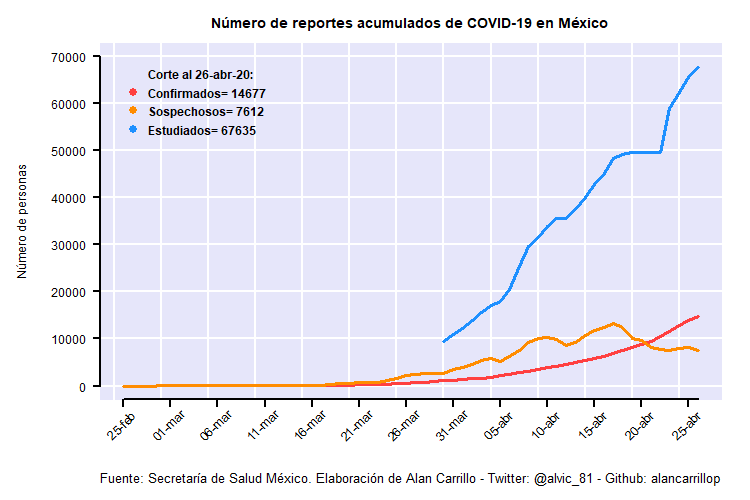 Número de reportes acumulados de COVID-19 en México
Número de personas
70000
60000
50000
40000
30000
20000
10000
0
Corte al 26-abr-20:
Confirmados= 14677
Sospechosos= 7612
Estudiados= 67635
25-feb
01-mar
06-mar
11-mar
16-mar
21-mar
26-mar
31-mar
05-abr
10-abr
15-abr
20-abr
25-abr
Fuente: Secretaría de Salud México. Elaboración de Alan Carrillo - Twitter: @alvic_81 - Github: alancarrillop